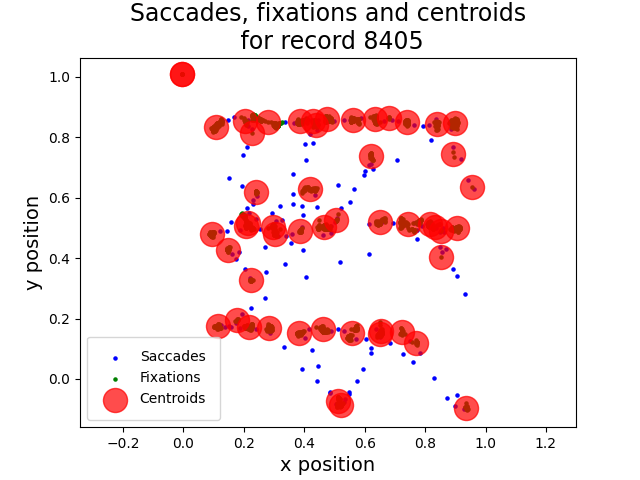 Saccades, fixations and centroids
for record 8405
y position
1.0
0.8
0.6
0.4
0.2
0.0
Saccades
Fixations
Centroids
−0.2
0.0
0.2
0.4
0.6
0.8
1.0
1.2
x position